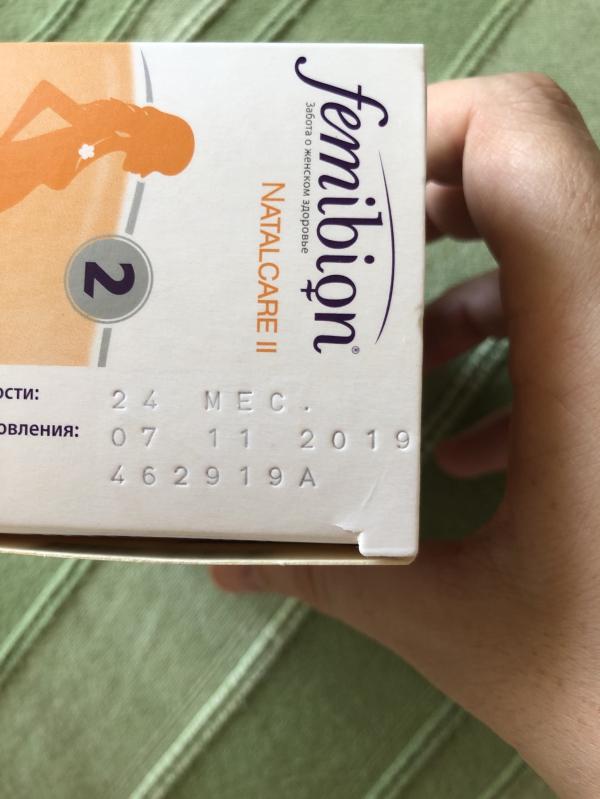 femibion®
Забота о женском здоровье
NATALCARE II
2
ости: 24 МЕС.
овления: 07 11 2019
462919A